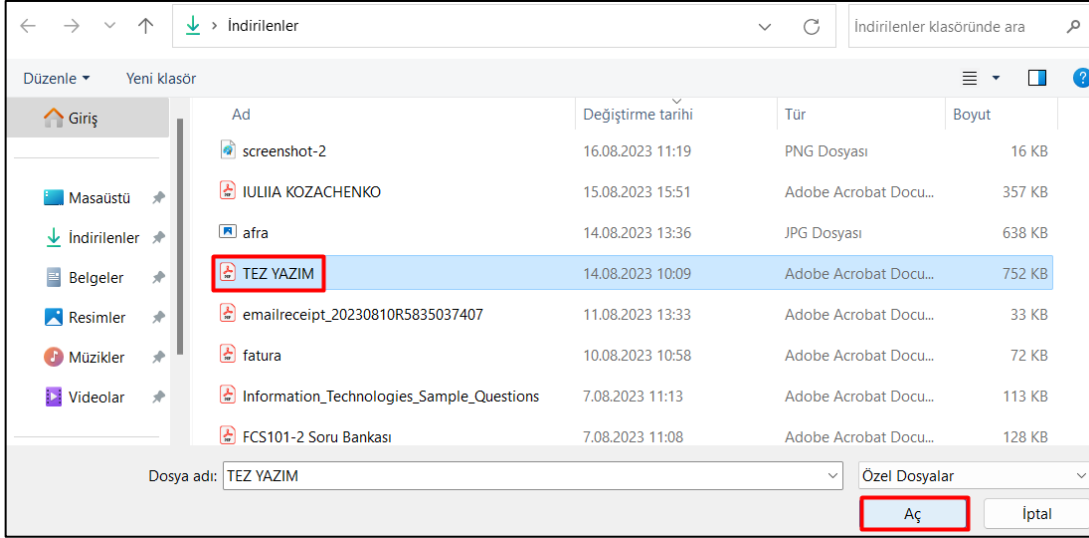 İndirilenler
İndirilenler klasöründe ara
Düzenle Yeni klasör ?
Giriş
Masaüstü
İndirilenler
Belgeler
Resimler
Müzikler
Videolar
Ad Değiştirme tarihi Tür Boyut
screenshot-2 16.08.2023 11:19 PNG Dosyası 16 KB
IULIIA KOZACHENKO 15.08.2023 15:51 Adobe Acrobat Docu... 357 KB
afra 14.08.2023 13:36 JPG Dosyası 638 KB
TEZ YAZIM 14.08.2023 10:09 Adobe Acrobat Docu... 752 KB
emailreceipt_20230810R5835037407 11.08.2023 13:33 Adobe Acrobat Docu... 33 KB
fatura 10.08.2023 10:58 Adobe Acrobat Docu... 72 KB
Information_Technologies_Sample_Questions 7.08.2023 11:13 Adobe Acrobat Docu... 113 KB
FCS101-2 Soru Bankası 7.08.2023 11:08 Adobe Acrobat Docu... 128 KB
Dosya adı: TEZ YAZIM Özel Dosyalar
Aç İptal